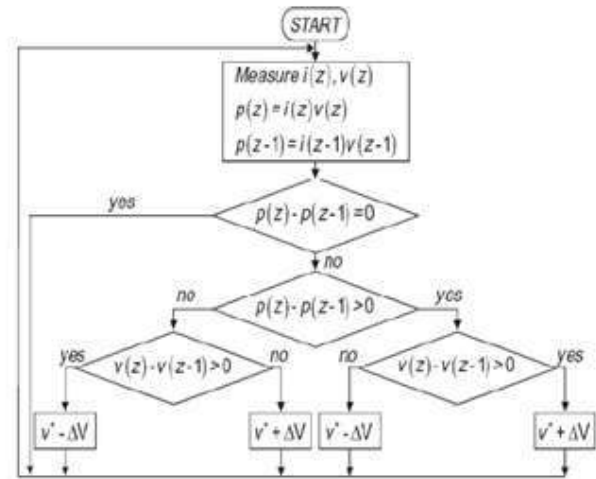 START
Measure i(z),v(z)
p(z)=i(z)v(z)
p(z-1)=i(z-1)v(z-1)
yes
p(z)-p(z-1)=0
no
no
p(z)-p(z-1)>0
yes
yes
v(z)-v(z-1)>0
no
no
v(z)-v(z-1)>0
yes
v*-ΔV
v*+ΔV
v*-ΔV
v*+ΔV